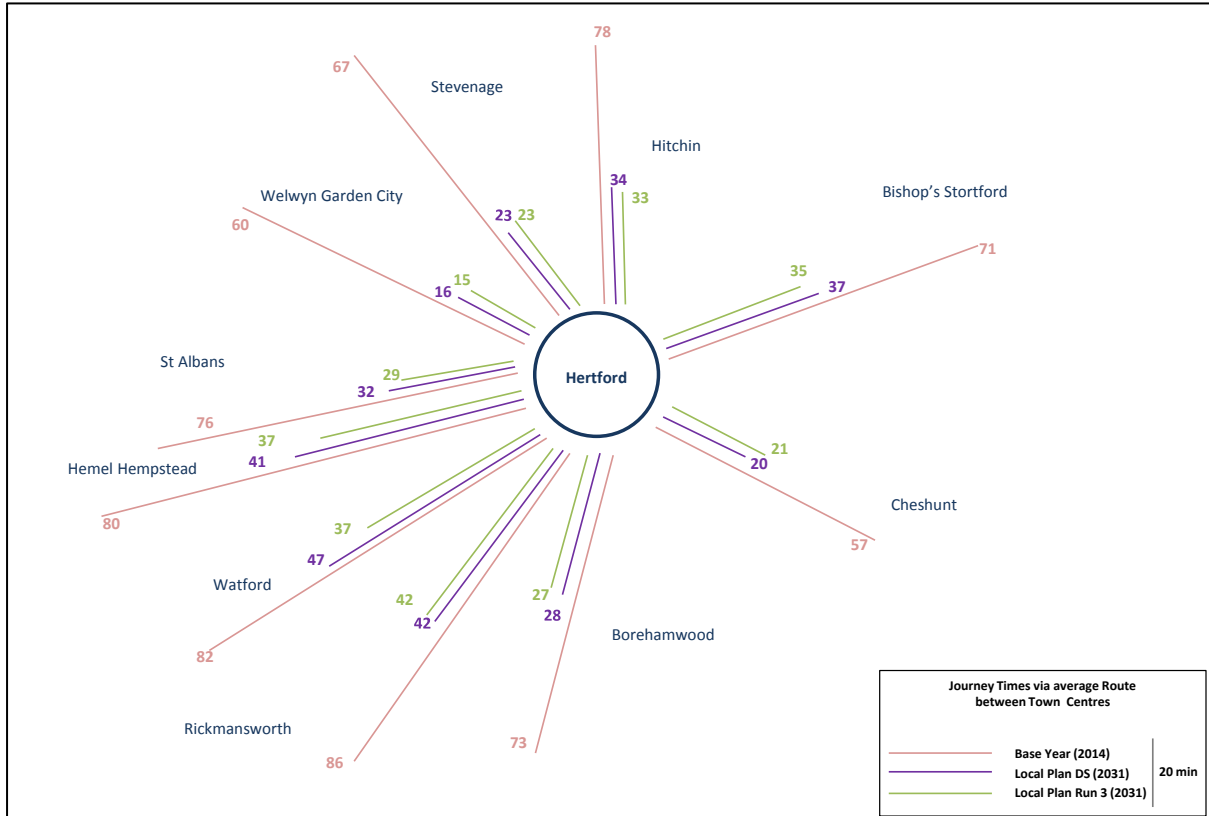 78
67
Stevenage
Hitchin
34
33
Bishop's Stortford
Welwyn Garden City
60
23 23
71
35
37
15
16
St Albans
29
32
Hertford
76
37
41
Hemel Hempstead
80
21
20
Cheshunt
57
37
47
Watford
82
42
42
27
28
Borehamwood
Rickmansworth
86
73
Journey Times via average Route
between Town Centres
Base Year (2014)
Local Plan DS (2031)
Local Plan Run 3 (2031)
20 min